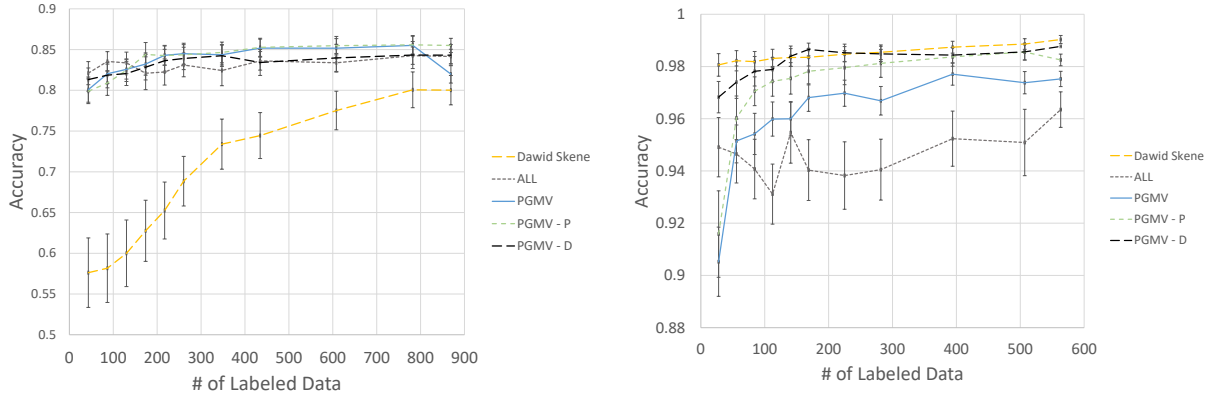 0.9
0.85
0.8
0.75
0.7
0.65
0.6
0.55
0.5
Accuracy
0 100 200 300 400 500 600 700 800 900
# of Labeled Data
Dawid Skene
ALL
PGMV
PGMV - P
PGMV - D
1
0.98
0.96
0.94
0.92
0.9
0.88
Accuracy
0 100 200 300 400 500 600
# of Labeled Data
Dawid Skene
ALL
PGMV
PGMV - P
PGMV - D